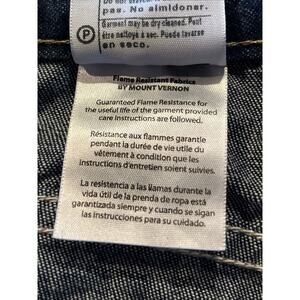 pas. No almidonar.
P
Garment may be dry cleaned. Peut
être nettoyé à sec. Puede lavarse
en seco.
Flame Resistant Fabrics
BY MOUNT VERNON
Guaranteed Flame Resistance for
the useful life of the garment provided
care instructions are followed.
Résistance aux flammes garantie
pendant la durée de vie utile du
vêtement à condition que les
instructions d'entretien soient suivies.
La resistencia a las llamas durante la
vida útil de la prenda de ropa está
garantizada siempre y cuando se sigan
las instrucciones para su cuidado.